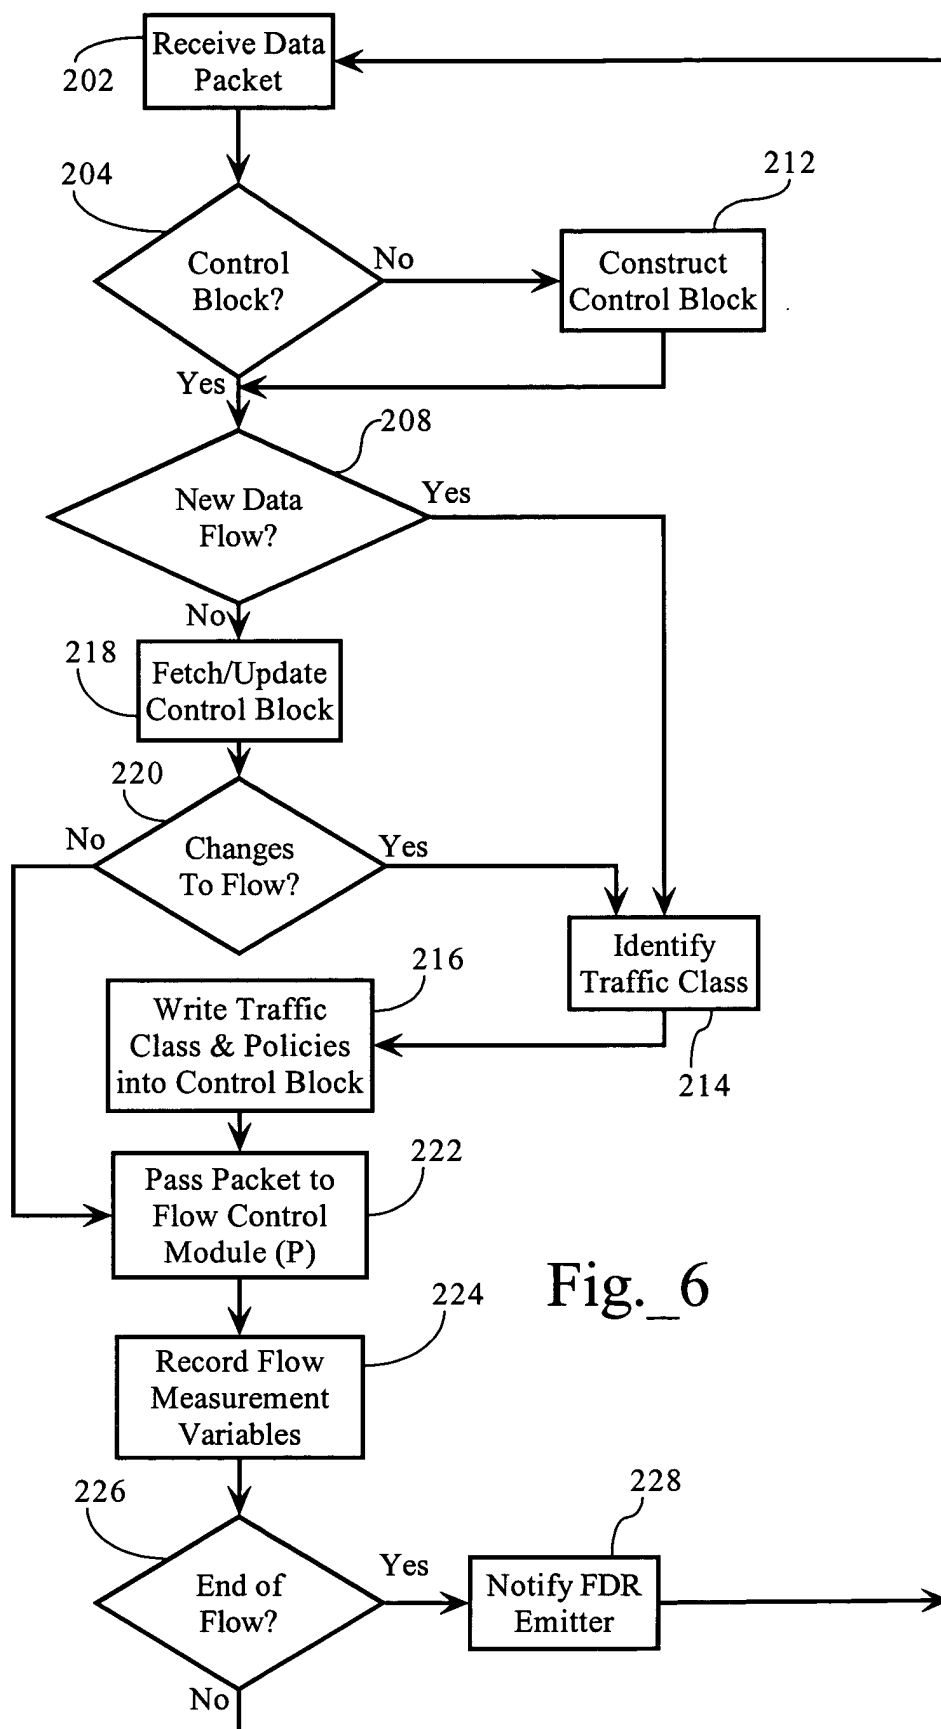 Receive Data
Packet
202
204
Control
Block?
No
212
Construct
Control Block
Yes
208
New Data
Flow?
Yes
No
218
Fetch/Update
Control Block
220
No
Changes
To Flow?
Yes
Identify
Traffic Class
214
216
Write Traffic
Class & Policies
into Control Block
222
Pass Packet to
Flow Control
Module (P)
Fig._6
224
Record Flow
Measurement
Variables
226
End of
Flow?
Yes
228
Notify FDR
Emitter
No